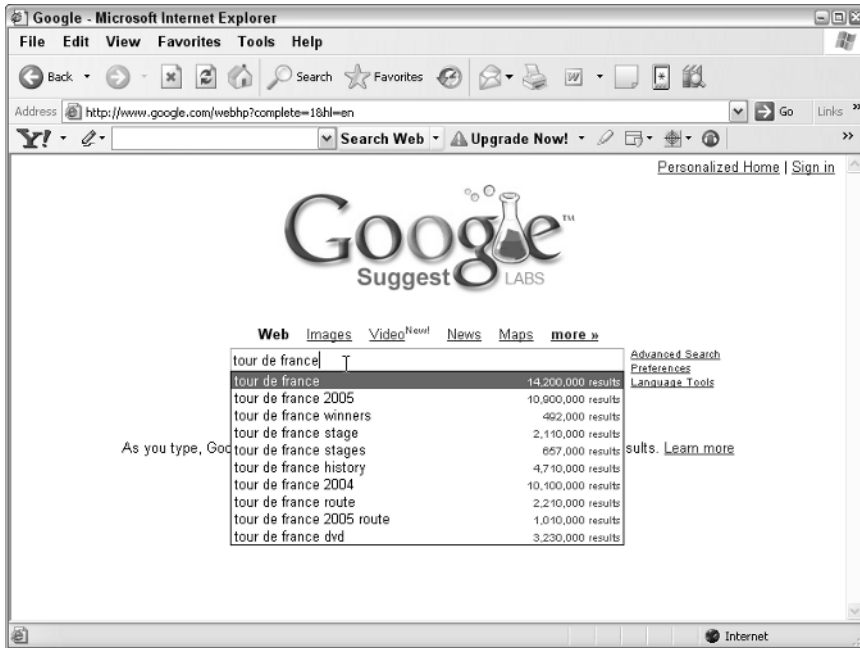 Google - Microsoft Internet Explorer
File Edit View Favorites Tools Help
Back Search Favorites
Address http://www.google.com/webhp?complete=1&hl=en Go Links »
Y! Search Web Upgrade Now! »
Personalized Home | Sign in
Google™
Suggest LABS
Web Images Video New! News Maps more »
tour de france Advanced Search
Preferences
tour de france 14,200,000 results Language Tools
tour de france 2005 10,900,000 results
tour de france winners 492,000 results
tour de france stage 2,110,000 results
As you type, Goo tour de france stages 657,000 results sults. Learn more
tour de france history 4,710,000 results
tour de france 2004 10,100,000 results
tour de france route 2,210,000 results
tour de france 2005 route 1,010,000 results
tour de france dvd 3,230,000 results
Internet